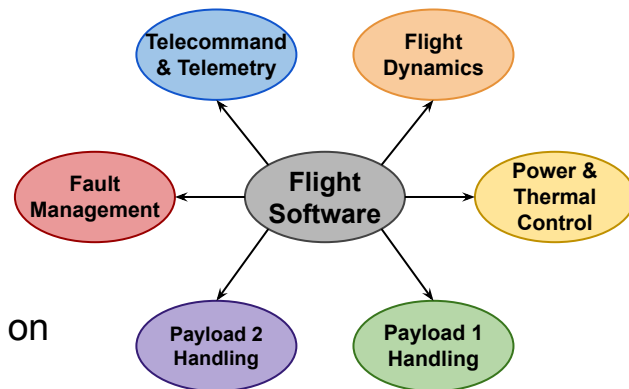 Telecommand
& Telemetry
Flight
Dynamics
Fault
Management
Flight
Software
Power &
Thermal
Control
on
Payload 2
Handling
Payload 1
Handling